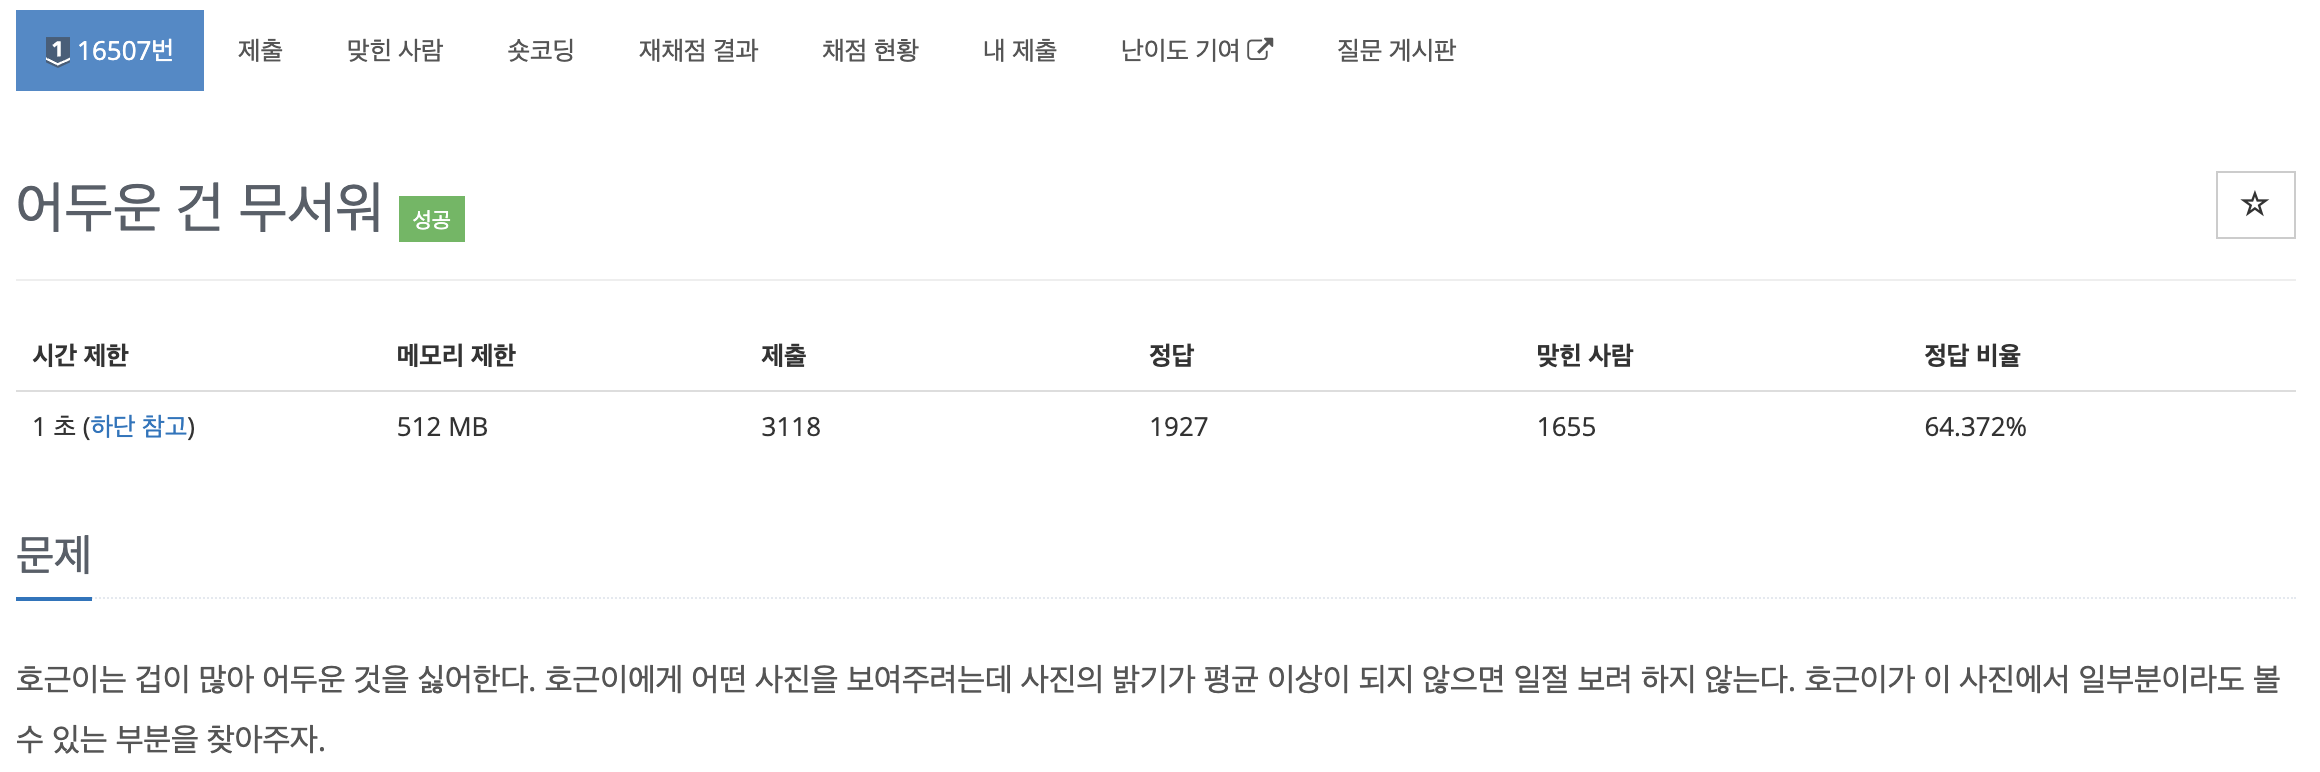 1 16507번 제출 맞힌 사람 숏코딩 재채점 결과 채점 현황 내 제출 난이도 기여 질문 게시판
어두운 건 무서워 성공
시간 제한 메모리 제한 제출 정답 맞힌 사람 정답 비율
1 초 (하단 참고) 512 MB 3118 1927 1655 64.372%
문제
호근이는 겁이 많아 어두운 것을 싫어한다. 호근이에게 어떤 사진을 보여주려는데 사진의 밝기가 평균 이상이 되지 않으면 일절 보려 하지 않는다. 호근이가 이 사진에서 일부분이라도 볼
수 있는 부분을 찾아주자.